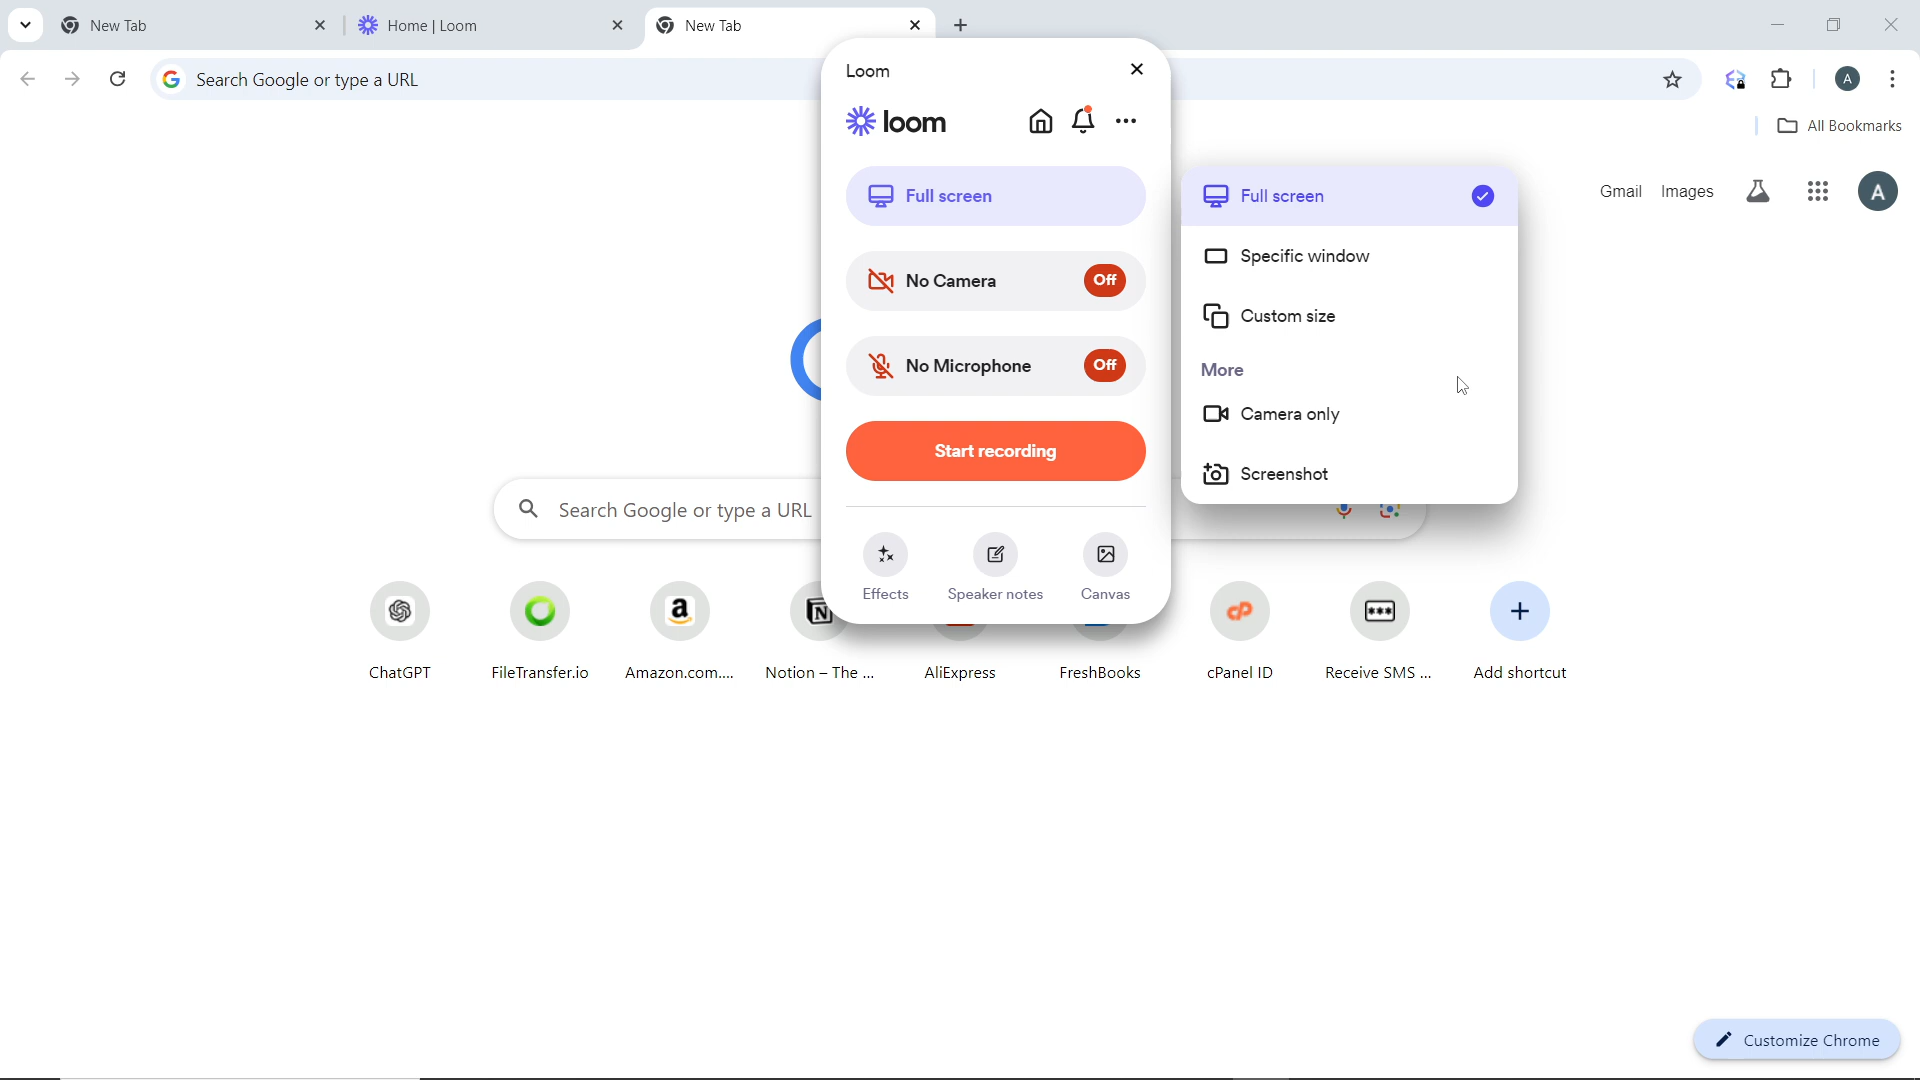 New Tab
Home | Loom
New Tab
Search Google or type a URL
All Bookmarks
Loom
loom
Full screen
No Camera
Off
No Microphone
Off
Start recording
Effects
Speaker notes
Canvas
Full screen
Specific window
Custom size
More
Camera only
Screenshot
Gmail
Images
A
A
Search Google or type a URL
ChatGPT
FileTransfer.io
Amazon.com....
Notion – The ...
AliExpress
FreshBooks
cPanel ID
Receive SMS ...
Add shortcut
Customize Chrome